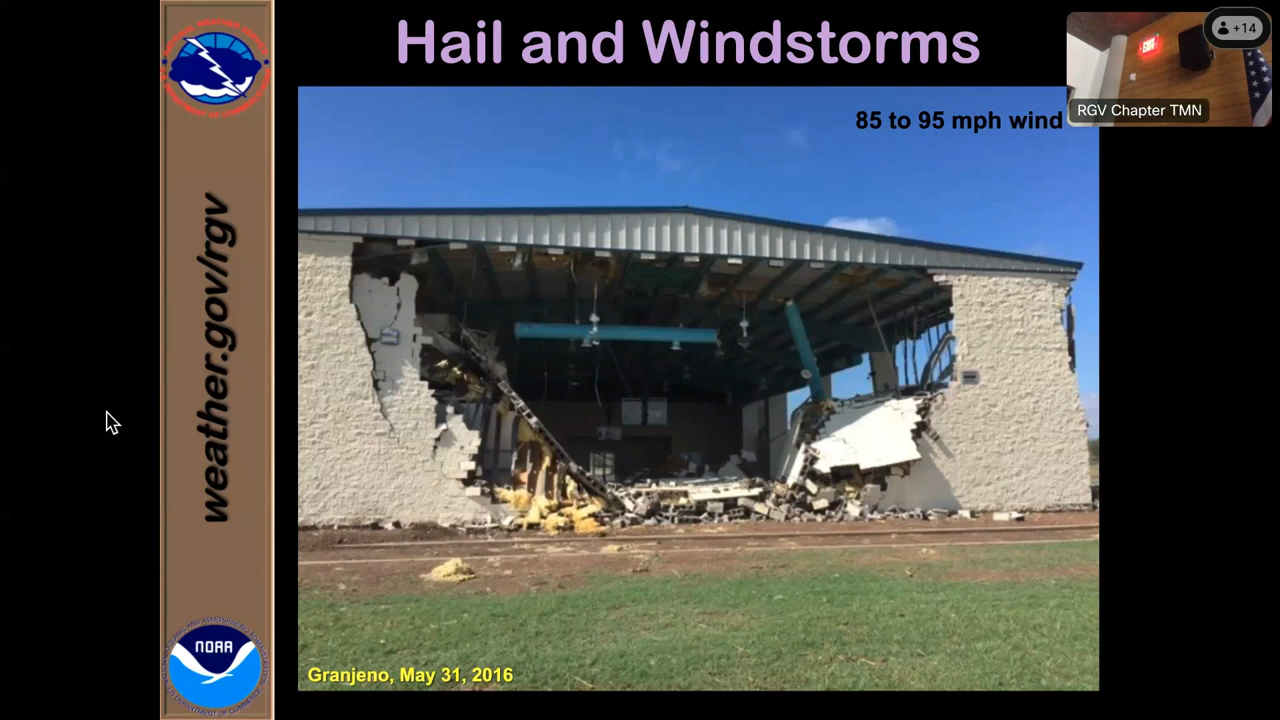 Hail and Windstorms
+14
EXIT
RGV Chapter TMN
85 to 95 mph wind
weather.gov/rgv
NOAA
Granjeno, May 31, 2016